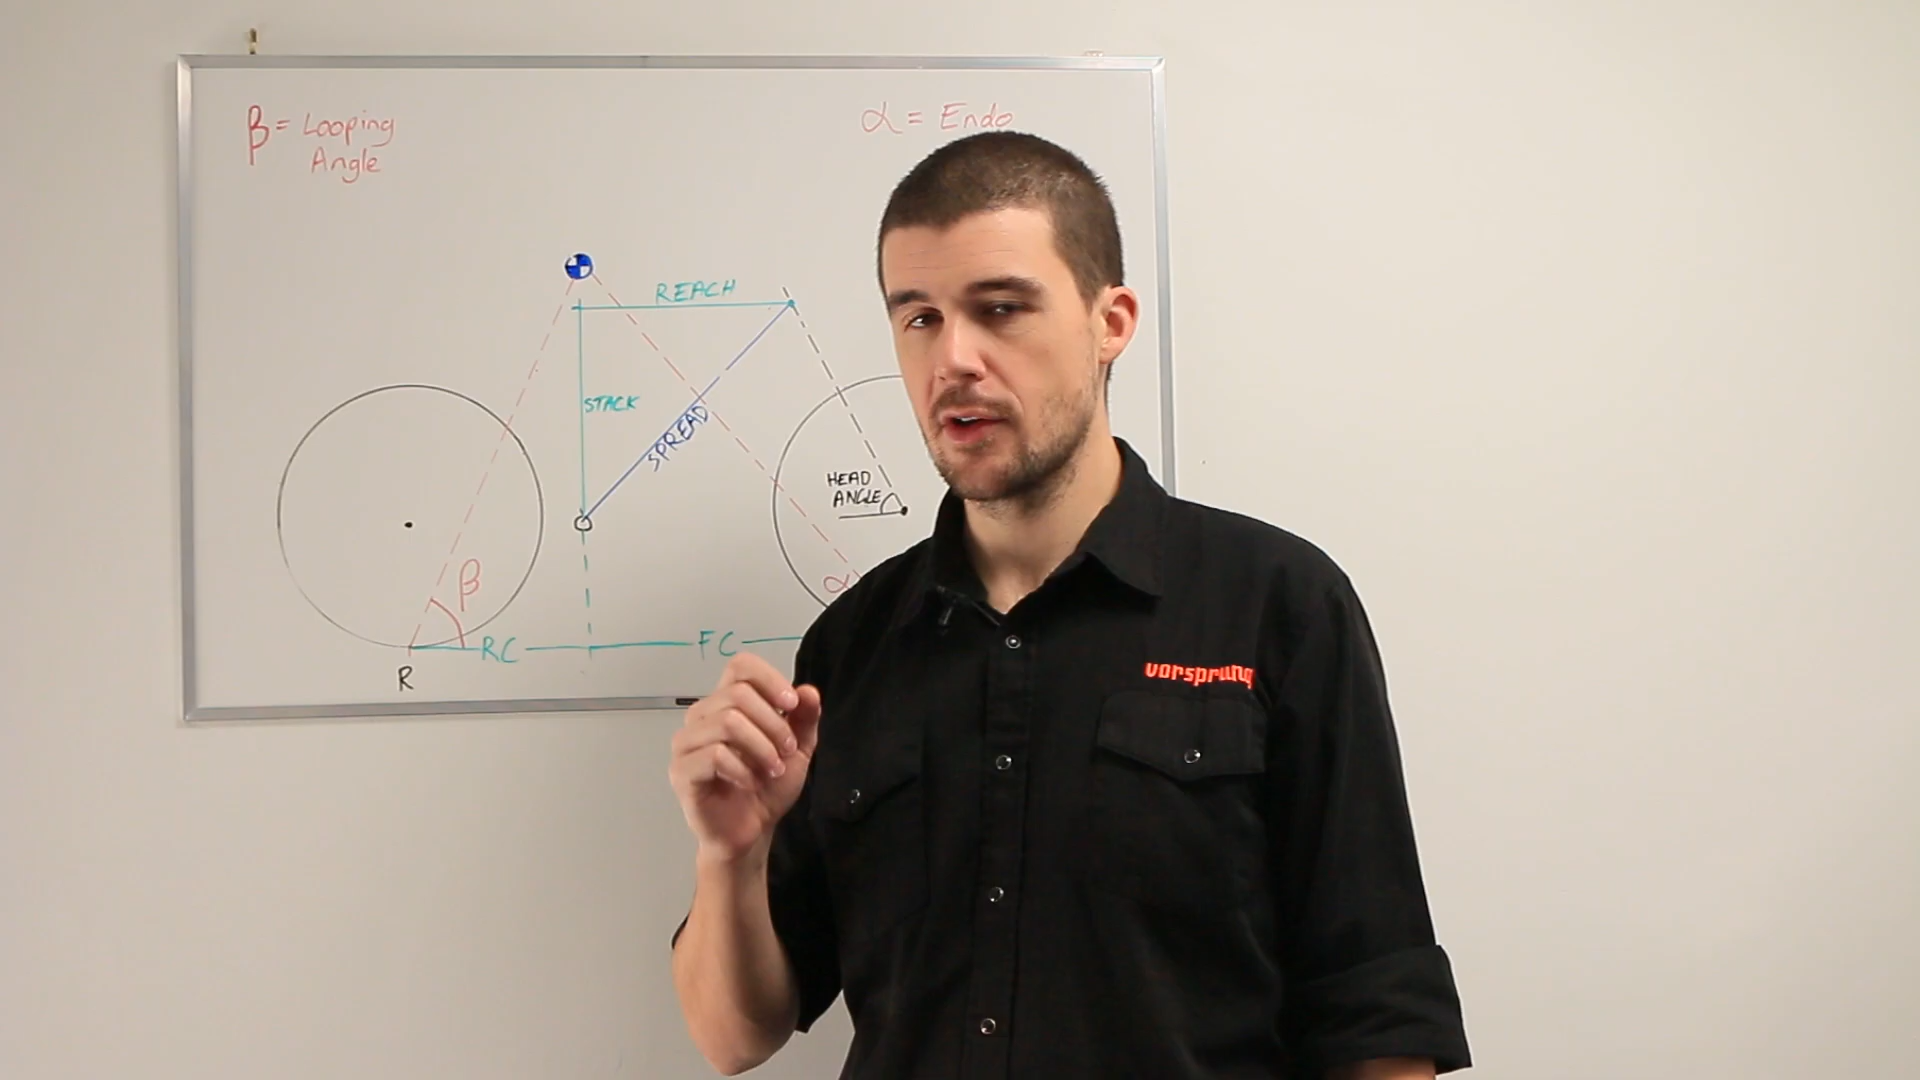 β = Looping
Angle
α = Endo
REACH
STACK
SPREAD
HEAD
ANGLE
β
α
RC
FC
R
vorsprung